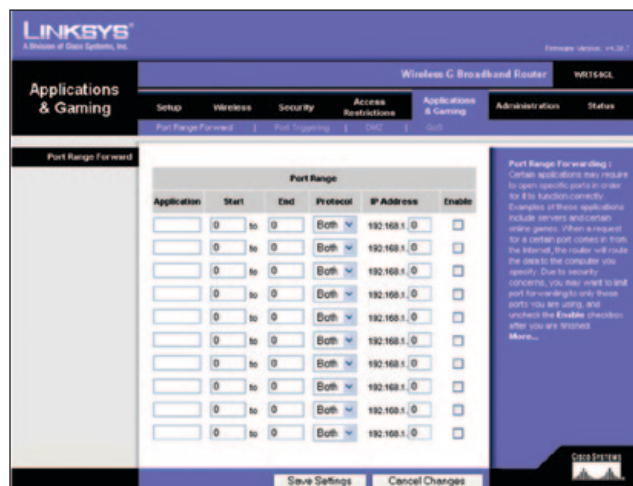 LINKSYS®
A Division of Cisco Systems, Inc.
Firmware Version: v4.30.7
Applications & Gaming
Wireless-G Broadband Router WRT54GL
Setup Wireless Security Access Restrictions Applications & Gaming Administration Status
Port Range Forward | Port Triggering | DMZ | QoS
Port Range Forward
Port Range
Application Start End Protocol IP Address Enable
0 to 0 Both 192.168.1. 0
0 to 0 Both 192.168.1. 0
0 to 0 Both 192.168.1. 0
0 to 0 Both 192.168.1. 0
0 to 0 Both 192.168.1. 0
0 to 0 Both 192.168.1. 0
0 to 0 Both 192.168.1. 0
0 to 0 Both 192.168.1. 0
0 to 0 Both 192.168.1. 0
0 to 0 Both 192.168.1. 0
Port Range Forwarding :
Certain applications may require
to open specific ports in order
for it to function correctly.
Examples of these applications
include servers and certain
online games. When a request
for a certain port comes in from
the Internet, the router will route
the data to the computer you
specify. Due to security
concerns, you may want to limit
port forwarding to only those
ports you are using, and
uncheck the Enable checkbox
after you are finished.
More...
Save Settings Cancel Changes
CISCO SYSTEMS